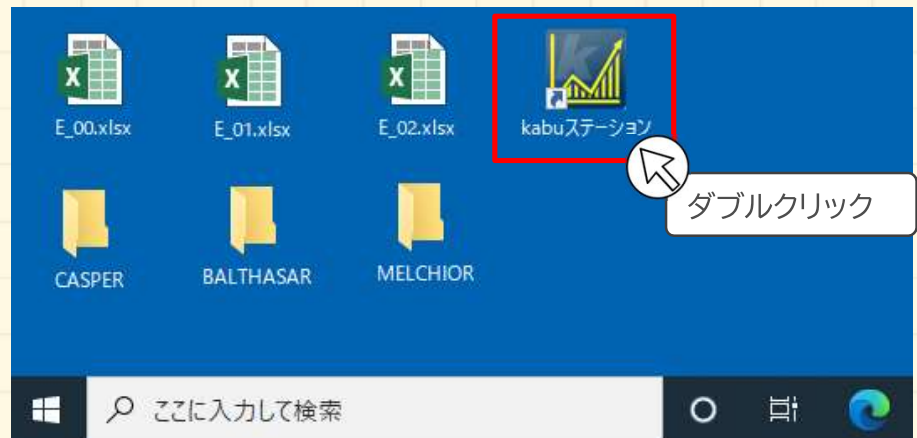 E_00.xlsx
E_01.xlsx
E_02.xlsx
kabuステーション
ダブルクリック
CASPER
BALTHASAR
MELCHIOR
ここに入力して検索